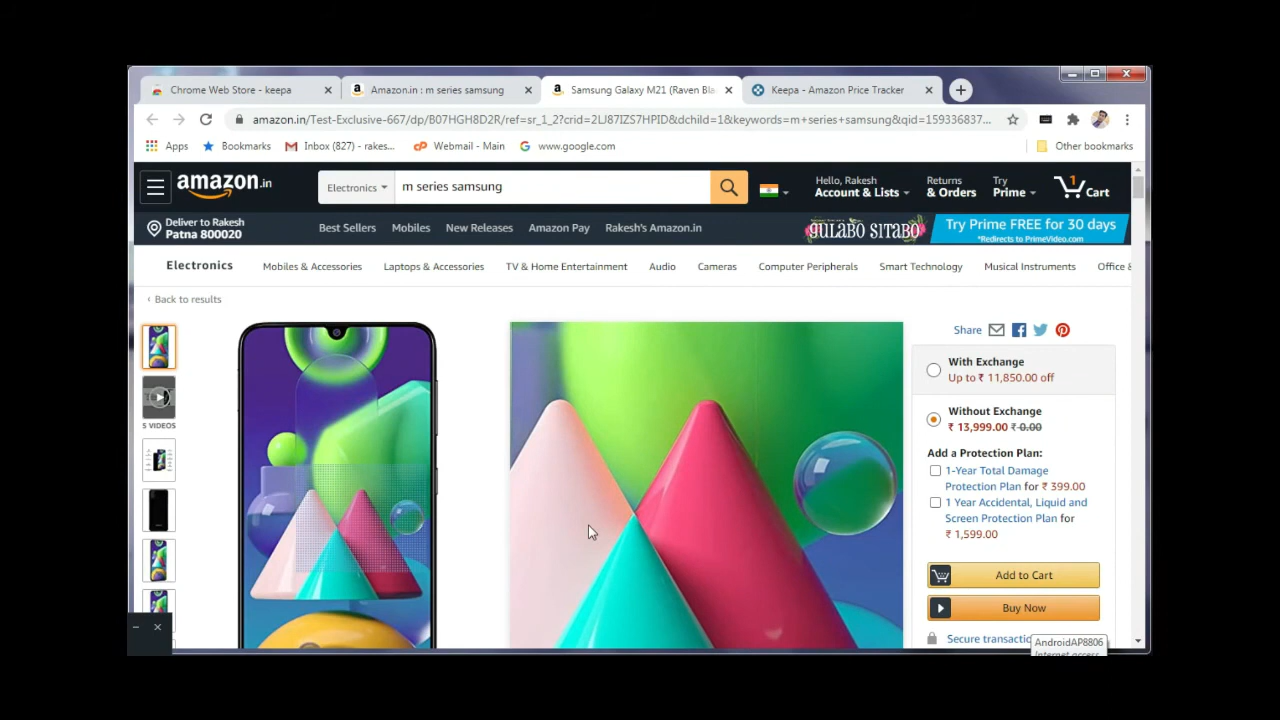 Chrome Web Store - keepa
Amazon.in : m series samsung
Samsung Galaxy M21 (Raven Bla
Keepa - Amazon Price Tracker
amazon.in/Test-Exclusive-667/dp/B07HGH8D2R/ref=sr_1_2?crid=2LJ87IZS7HPID&dchild=1&keywords=m+series+samsung&qid=159336837...
Apps
Bookmarks
Inbox (827) - rakes...
Webmail - Main
www.google.com
Other bookmarks
amazon.in
Electronics
m series samsung
Hello, Rakesh
Account & Lists
Returns
& Orders
Try
Prime
1
Cart
Deliver to Rakesh
Patna 800020
Best Sellers
Mobiles
New Releases
Amazon Pay
Rakesh's Amazon.in
GULABO SITABO
Try Prime FREE for 30 days
*Redirects to PrimeVideo.com
Electronics
Mobiles & Accessories
Laptops & Accessories
TV & Home Entertainment
Audio
Cameras
Computer Peripherals
Smart Technology
Musical Instruments
Office &
‹ Back to results
Share
5 VIDEOS
With Exchange
Up to ₹ 11,850.00 off
Without Exchange
₹ 13,999.00 ₹ 0.00
Add a Protection Plan:
1-Year Total Damage
Protection Plan for ₹ 399.00
1 Year Accidental, Liquid and
Screen Protection Plan for
₹ 1,599.00
Add to Cart
Buy Now
Secure transactio
AndroidAP8806
Internet access